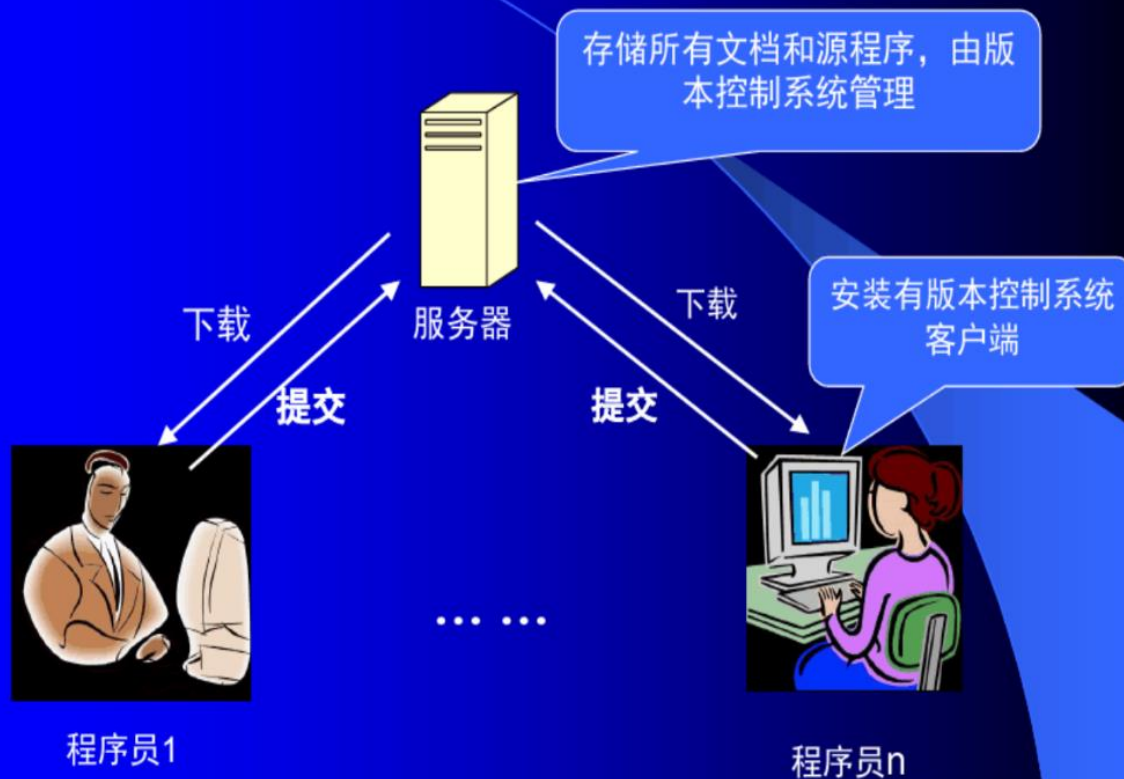 存储所有文档和源程序，由版
本控制系统管理
服务器
下载
下载
安装有版本控制系统
客户端
提交
提交
... ...
程序员1
程序员n